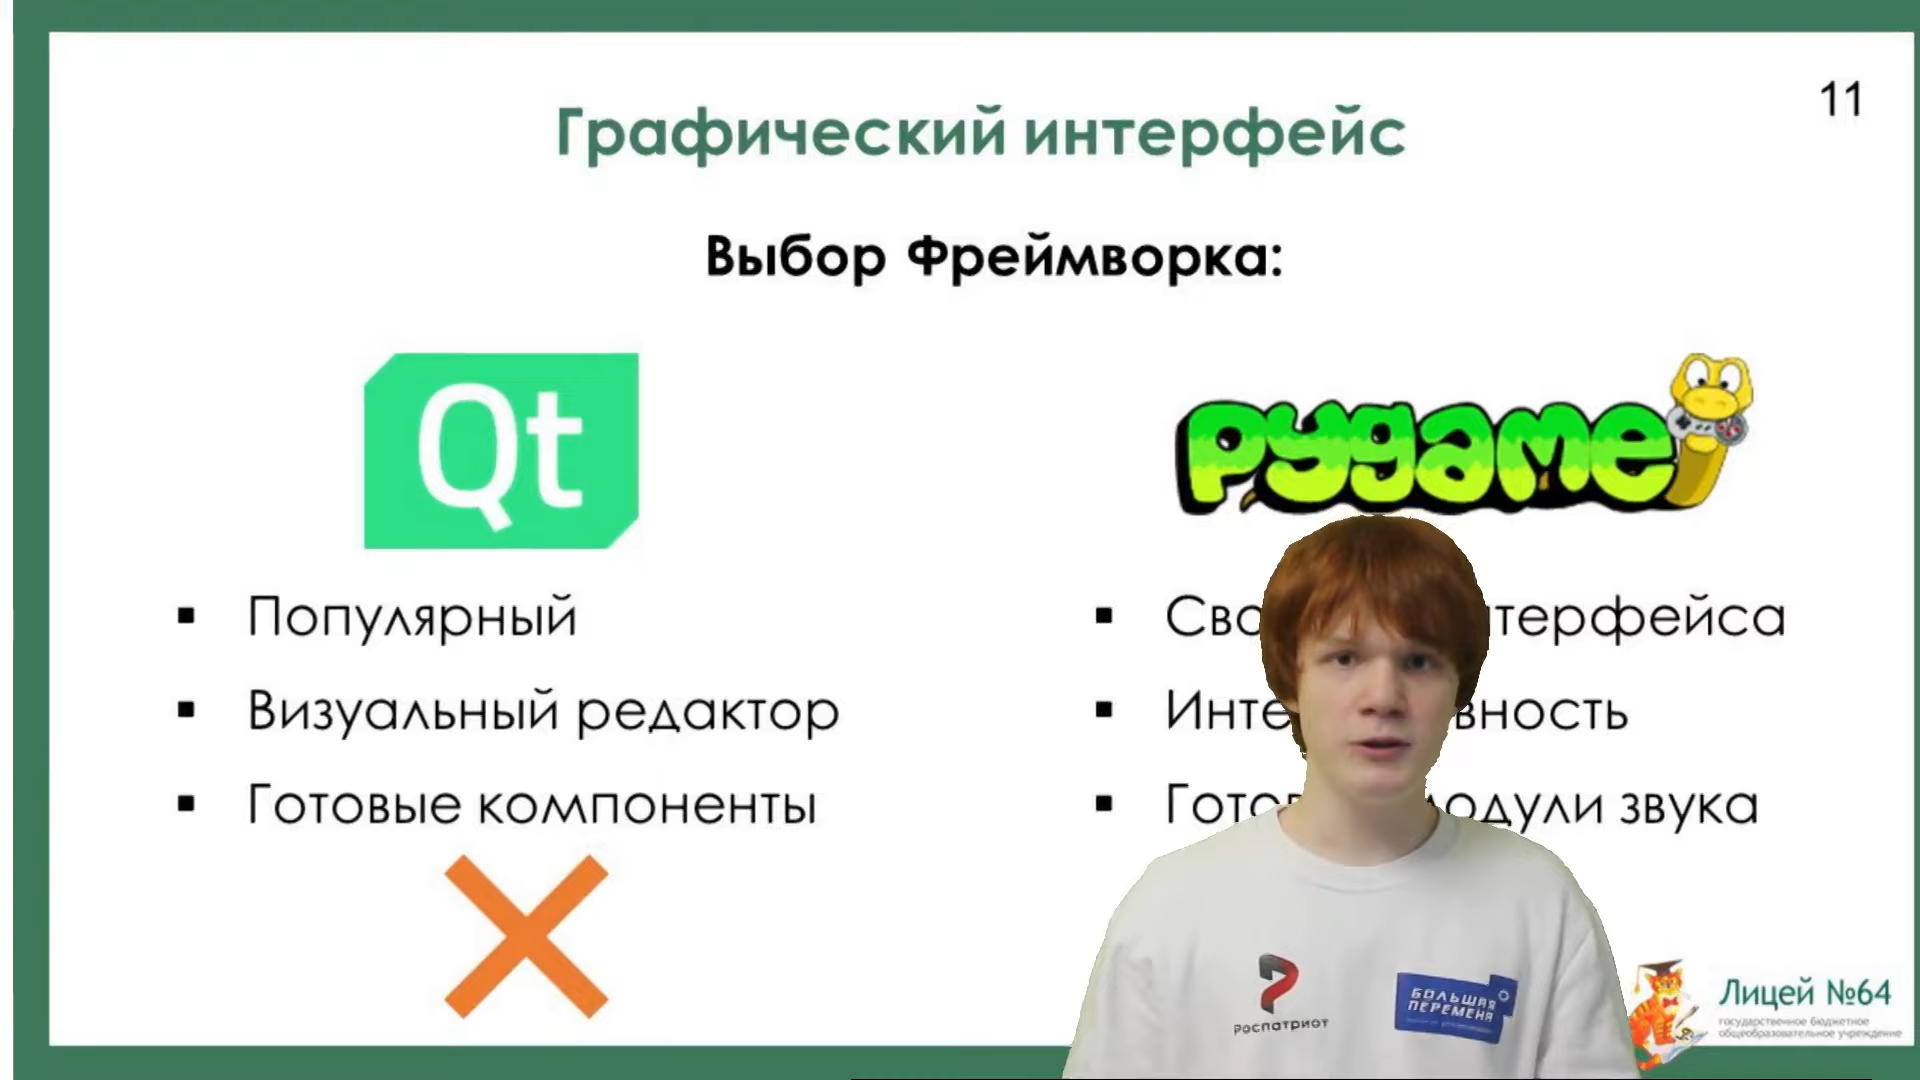 11
Графический интерфейс
Выбор Фреймворка:
Qt
Популярный
Визуальный редактор
Готовые компоненты
pygame
Сво терфейса
Инте вность
Гото одули звука
Роспатриот
БОЛЬШАЯ
ПЕРЕМЕНА
Лицей №64
государственное бюджетное
общеобразовательное учреждение